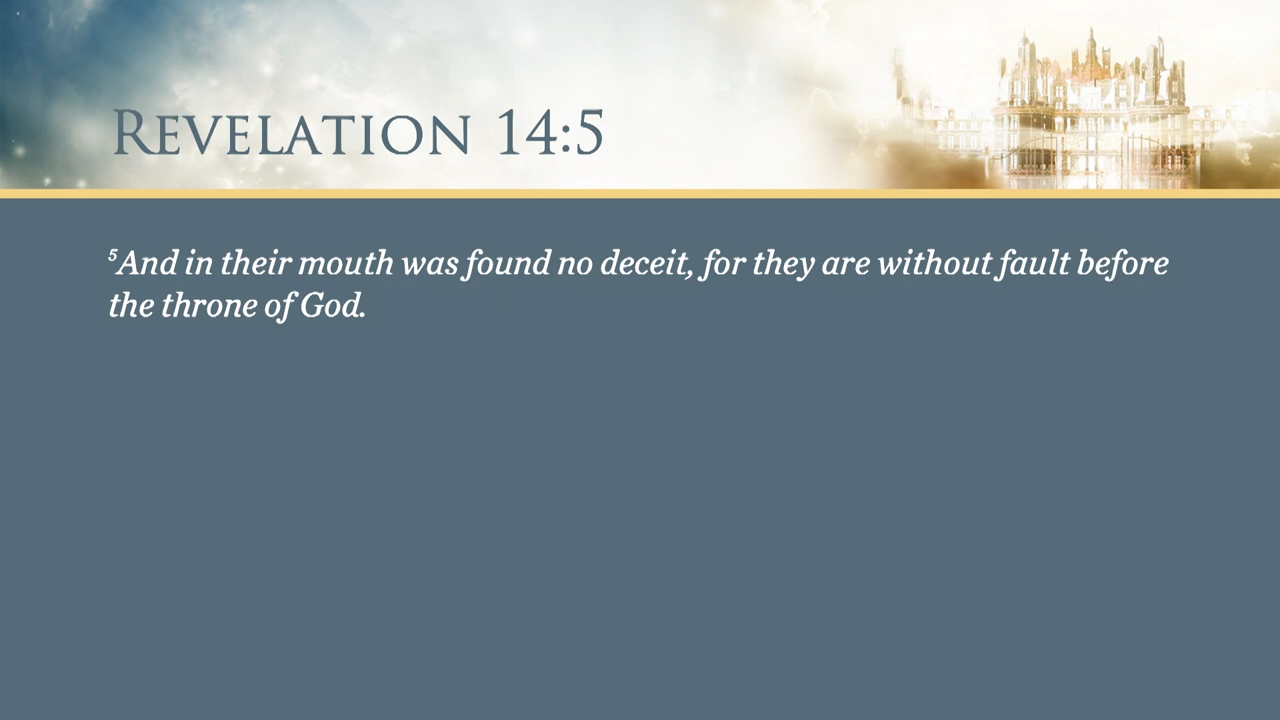 Revelation 14:5
⁵And in their mouth was found no deceit, for they are without fault before
the throne of God.